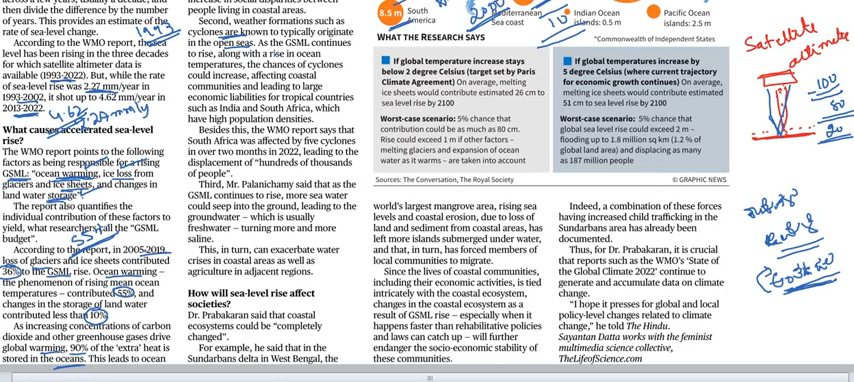 across a few years, usually a decade, and
then divide the difference by the number
of years. This provides an estimate of the
rate of sea-level change.
According to the WMO report, the sea
level has been rising in the three decades
for which satellite altimeter data is
available (1993-2022). But, while the
rate of sea-level rise was 2.27 mm/year in
1993-2002, it shot up to 4.62 mm/year in
2013-2022.
What causes accelerated sea-level
rise?
The WMO report points to the following
factors as being responsible for a rising
GSML: “ocean warming, ice loss from
glaciers and ice sheets, and changes in
land water storage”.
The report also quantifies the
individual contribution of these factors to
yield, what researchers call the “GSML
budget”.
According to the report, in 2005-2019,
loss of glaciers and ice sheets contributed
36% to the GSML rise. Ocean warming –
the phenomenon of rising mean ocean
temperatures – contributed 55%, and
changes in the storage of land water
contributed less than 10%.
As increasing concentrations of carbon
dioxide and other greenhouse gases drive
global warming, 90% of the ‘extra’ heat is
stored in the oceans. This leads to ocean
1993
4.62
2.27 mm/y
55%
people living in coastal areas.
Second, weather formations such as
cyclones are known to typically originate
in the open seas. As the GSML continues
to rise, along with a rise in ocean
temperatures, the chances of cyclones
could increase, affecting coastal
communities and leading to large
economic liabilities for tropical countries
such as India and South Africa, which
have high population densities.
Besides this, the WMO report says that
South Africa was affected by five cyclones
in over two months in 2022, leading to the
displacement of “hundreds of thousands
of people”.
Third, Mr. Palanichamy said that as the
GSML continues to rise, more sea water
could seep into the ground, leading to the
groundwater – which is usually
freshwater – turning more and more
saline.
This, in turn, can exacerbate water
crises in coastal areas as well as
agriculture in adjacent regions.
How will sea-level rise affect
societies?
Dr. Prabakaran said that coastal
ecosystems could be “completely
changed”.
For example, he said that in the
Sundarbans delta in West Bengal, the
8.5 m South
America
Mediterranean
Sea coast
Indian Ocean
islands: 0.5 m
Pacific Ocean
islands: 2.5 m
10
WHAT THE RESEARCH SAYS
*Commonwealth of Independent States
If global temperature increase stays
below 2 degree Celsius (target set by Paris
Climate Agreement) On average, melting
ice sheets would contribute estimated 26 cm to
sea level rise by 2100
Worst-case scenario: 5% chance that
contribution could be as much as 80 cm.
Rise could exceed 1 m if other factors –
melting glaciers and expansion of ocean
water as it warms – are taken into account
If global temperatures increase by
5 degree Celsius (where current trajectory
for economic growth continues) On average,
melting ice sheets would contribute estimated
51 cm to sea level rise by 2100
Worst-case scenario: 5% chance that
global sea level rise could exceed 2 m –
flooding up to 1.8 million sq km (1.2 % of
global land area) and displacing as many
as 187 million people
Sources: The Conversation, The Royal Society
© GRAPHIC NEWS
world’s largest mangrove area, rising sea
levels and coastal erosion, due to loss of
land and sediment from coastal areas, has
left more islands submerged under water,
and that, in turn, has forced members of
local communities to migrate.
Since the lives of coastal communities,
including their economic activities, is tied
intricately with the coastal ecosystem,
changes in the coastal ecosystem as a
result of GSML rise – especially when it
happens faster than rehabilitative policies
and laws can catch up – will further
endanger the socio-economic stability of
these communities.
Indeed, a combination of these forces
having increased child trafficking in the
Sundarbans area has already been
documented.
Thus, for Dr. Prabakaran, it is crucial
that reports such as the WMO’s ‘State of
the Global Climate 2022’ continue to
generate and accumulate data on climate
change.
“I hope it presses for global and local
policy-level changes related to climate
change,” he told The Hindu.
Sayantan Datta works with the feminist
multimedia science collective,
TheLifeofScience.com
Satellite
altimete
100
80
20